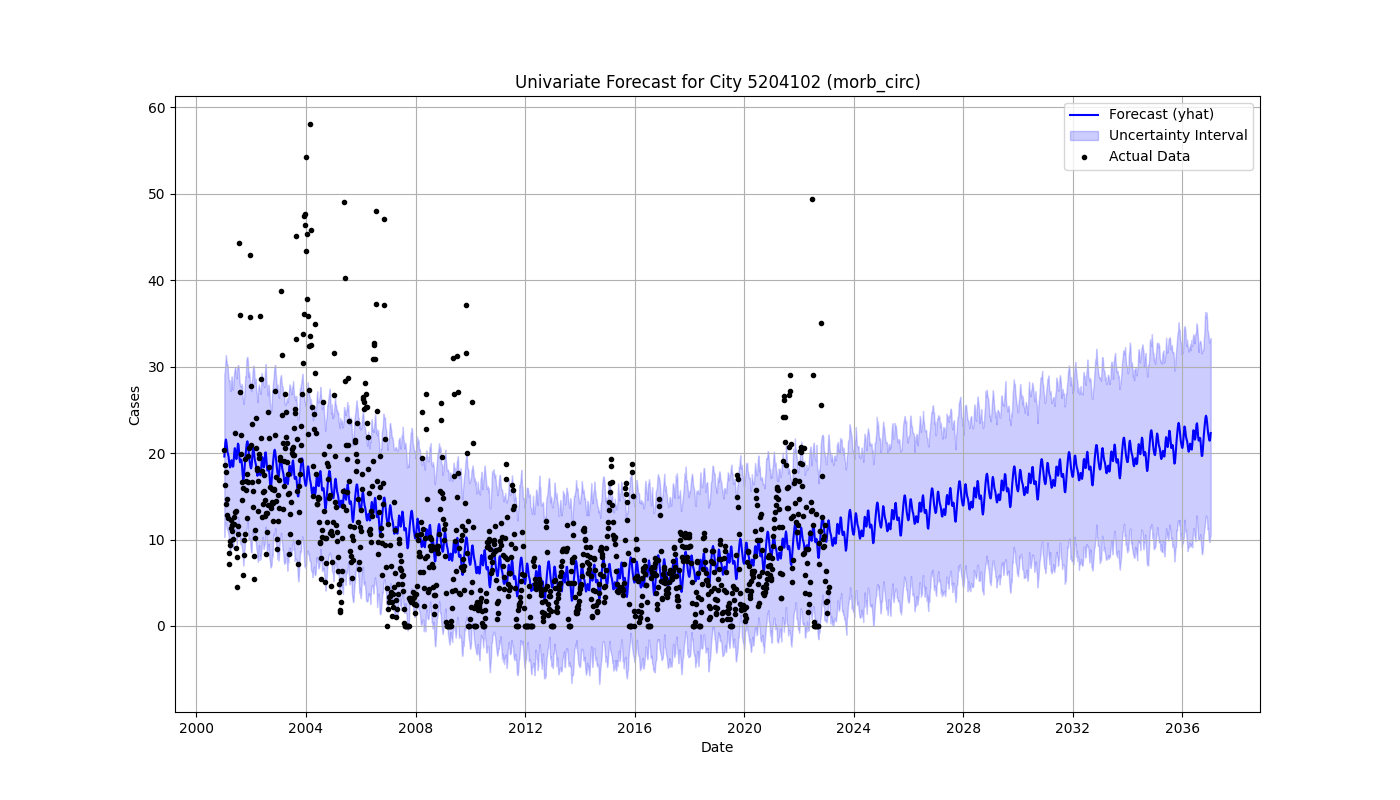 Univariate Forecast for City 5204102 (morb_circ)
Forecast (yhat)
Uncertainty Interval
Actual Data
Cases
60
50
40
30
20
10
0
2000 2004 2008 2012 2016 2020 2024 2028 2032 2036
Date